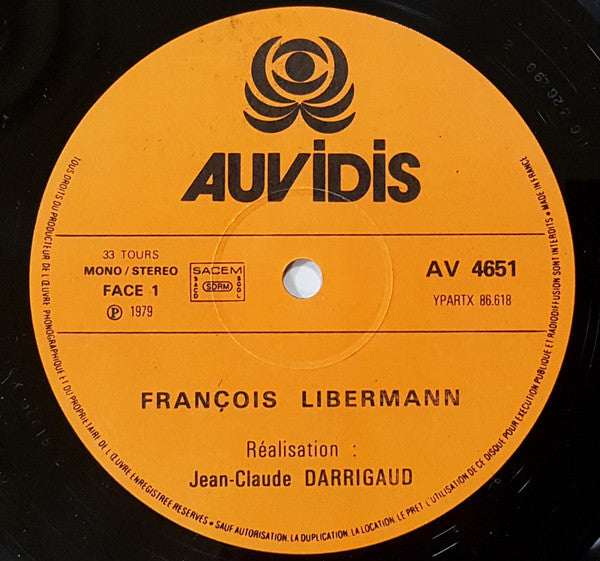 AUVIDIS
33 TOURS
MONO/STEREO
FACE 1
Ⓟ 1979
SACEM
SACD SDRM SGDL
AV 4651
YPARTX 86.618
FRANÇOIS LIBERMANN
Réalisation :
Jean-Claude DARRIGAUD
TOUS DROITS DU PRODUCTEUR DE L'ŒUVRE PHONOGRAPHIQUE ET DU PROPRIETAIRE DE L'ŒUVRE ENREGISTREE RESERVES • SAUF AUTORISATION, LA DUPLICATION, LA LOCATION, LE PRET, L'UTILISATION DE CE DISQUE POUR EXECUTION PUBLIQUE ET RADIODIFFUSION SONT INTERDITS • MADE IN FRANCE